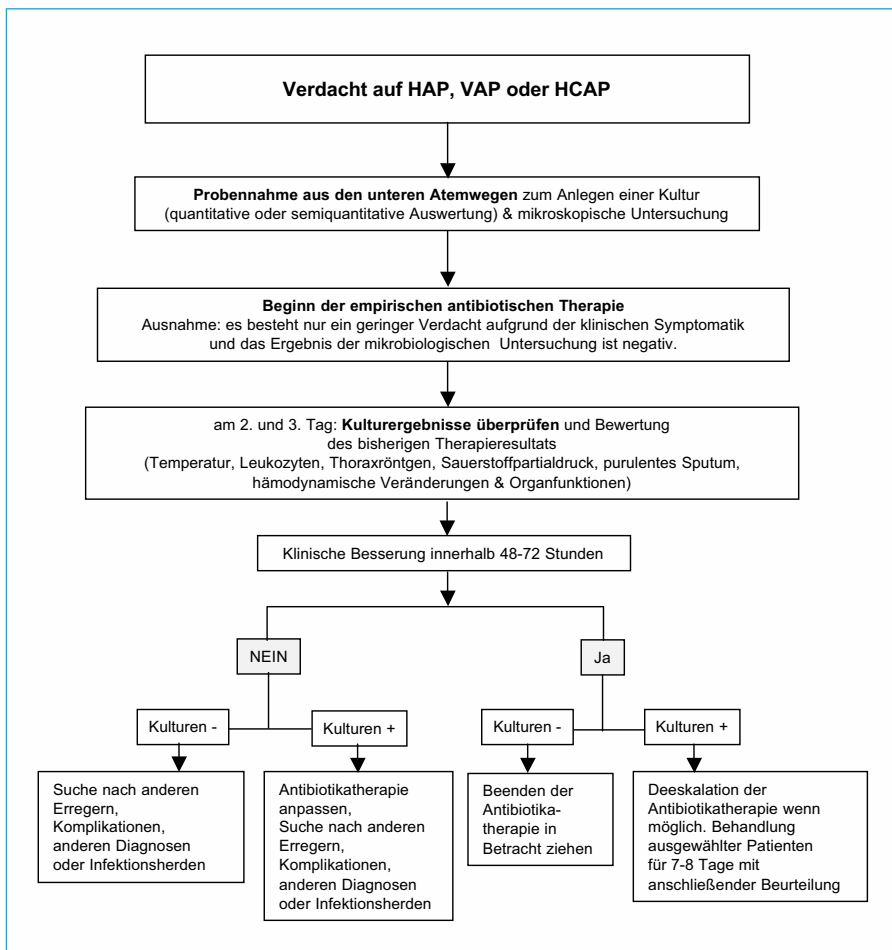 Verdacht auf HAP, VAP oder HCAP
Probennahme aus den unteren Atemwegen zum Anlegen einer Kultur
(quantitative oder semiquantitative Auswertung) & mikroskopische Untersuchung
Beginn der empirischen antibiotischen Therapie
Ausnahme: es besteht nur ein geringer Verdacht aufgrund der klinischen Symptomatik
und das Ergebnis der mikrobiologischen Untersuchung ist negativ.
am 2. und 3. Tag: Kulturergebnisse überprüfen und Bewertung
des bisherigen Therapieresultats
(Temperatur, Leukozyten, Thoraxröntgen, Sauerstoffpartialdruck, purulentes Sputum,
hämodynamische Veränderungen & Organfunktionen)
Klinische Besserung innerhalb 48-72 Stunden
NEIN
Ja
Kulturen -
Kulturen +
Kulturen -
Kulturen +
Suche nach anderen
Erregern,
Komplikationen,
anderen Diagnosen
oder Infektionsherden
Antibiotikatherapie
anpassen,
Suche nach anderen
Erregern,
Komplikationen,
anderen Diagnosen
oder Infektionsherden
Beenden der
Antibiotika-
therapie in
Betracht ziehen
Deeskalation der
Antibiotikatherapie wenn
möglich. Behandlung
ausgewählter Patienten
für 7-8 Tage mit
anschließender Beurteilung